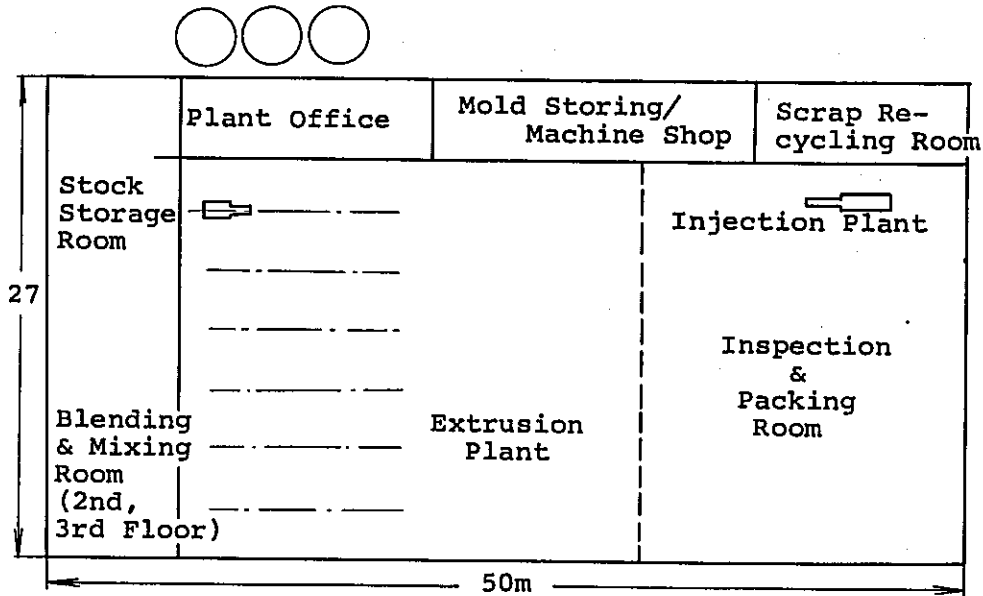 Plant Office
Mold Storing/
Machine Shop
Scrap Re-
cycling Room
Stock
Storage
Room
Injection Plant
27
Inspection
&
Packing
Room
Blending
& Mixing
Room
(2nd,
3rd Floor)
Extrusion
Plant
50m